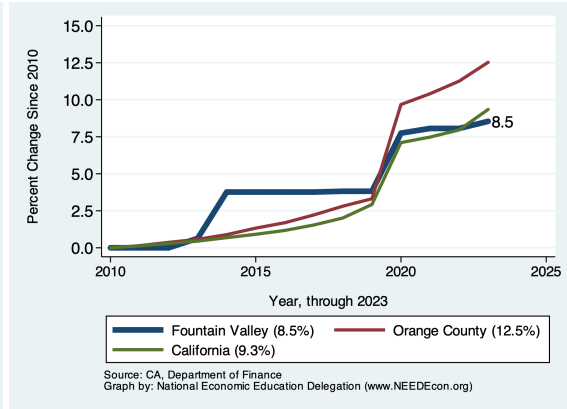 15.0
12.5
10.0
7.5
5.0
2.5
0.0
Percent Change Since 2010
8.5
2010 2015 2020 2025
Year, through 2023
Fountain Valley (8.5%) Orange County (12.5%)
California (9.3%)
Source: CA, Department of Finance
Graph by: National Economic Education Delegation (www.NEEDEcon.org)